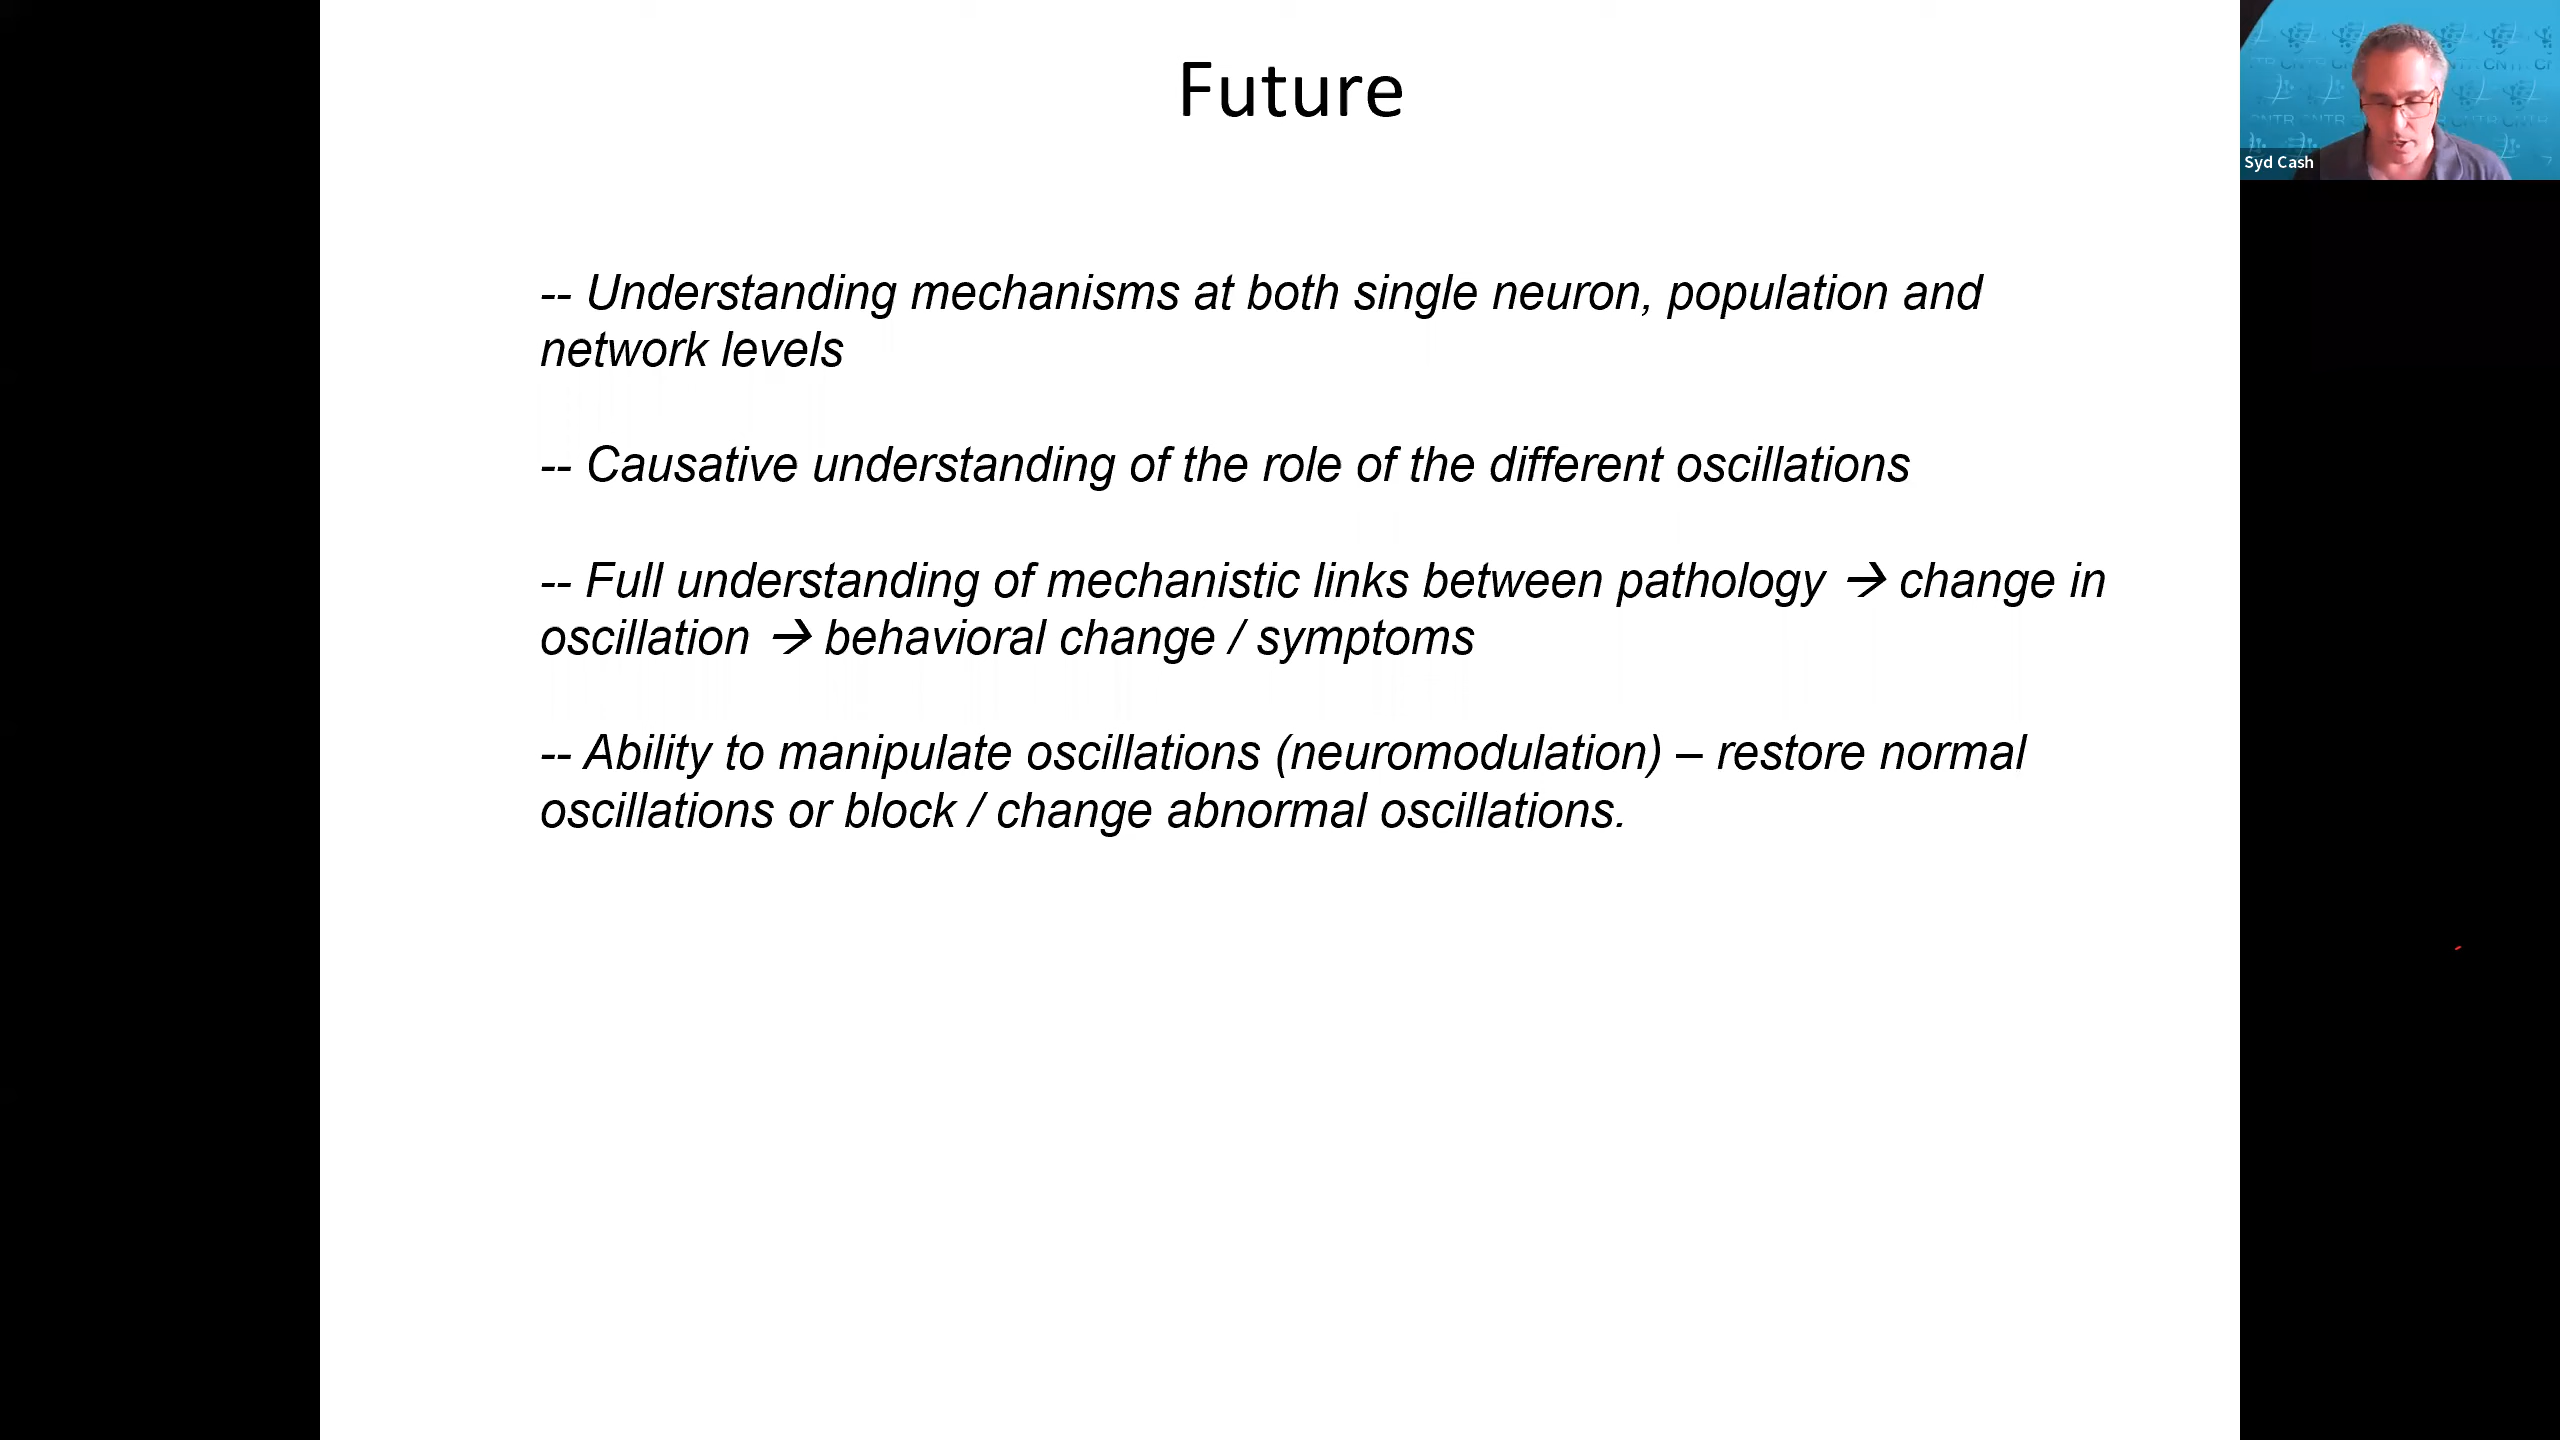 Future
-- Understanding mechanisms at both single neuron, population and
network levels
-- Causative understanding of the role of the different oscillations
-- Full understanding of mechanistic links between pathology → change in
oscillation → behavioral change / symptoms
-- Ability to manipulate oscillations (neuromodulation) – restore normal
oscillations or block / change abnormal oscillations.
Syd Cash
CNTR